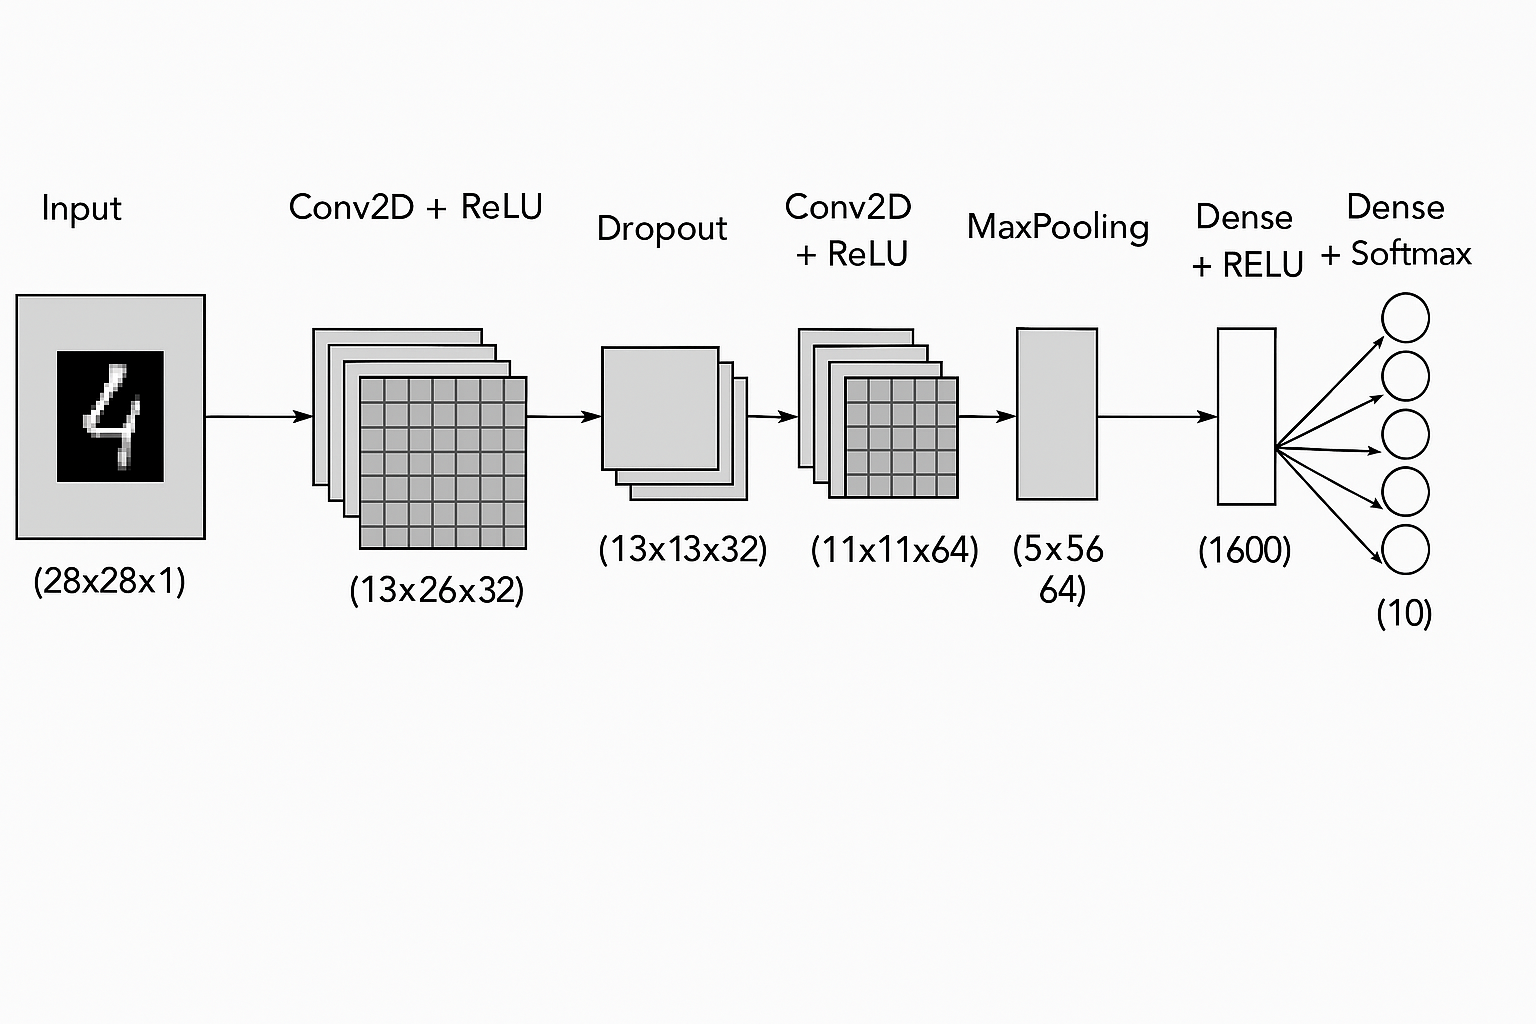 Input
Conv2D + ReLU
Dropout
Conv2D
+ ReLU
MaxPooling
Dense
+ RELU
Dense
+ Softmax
4
(28x28x1)
(13x26x32)
(13x13x32)
(11x11x64)
(5x56
64)
(1600)
(10)